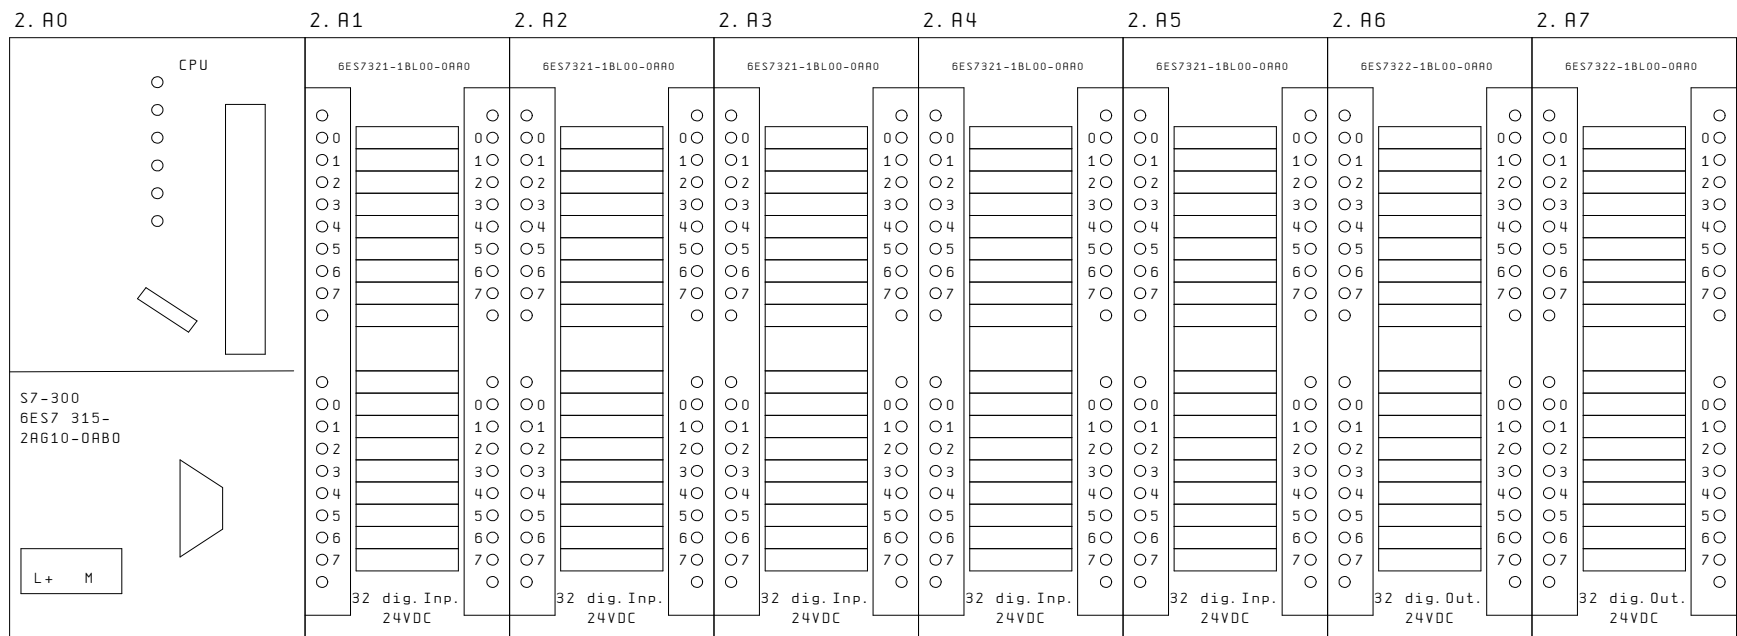 2.A0 2.A1 2.A2 2.A3 2.A4 2.A5 2.A6 2.A7
CPU 6ES7321-1BL00-0AA0 6ES7321-1BL00-0AA0 6ES7321-1BL00-0AA0 6ES7321-1BL00-0AA0 6ES7321-1BL00-0AA0 6ES7322-1BL00-0AA0 6ES7322-1BL00-0AA0
0 0 0 0 0 0 0 0 0 0 0 0 0 0
1 1 1 1 1 1 1 1 1 1 1 1 1 1
2 2 2 2 2 2 2 2 2 2 2 2 2 2
3 3 3 3 3 3 3 3 3 3 3 3 3 3
4 4 4 4 4 4 4 4 4 4 4 4 4 4
5 5 5 5 5 5 5 5 5 5 5 5 5 5
6 6 6 6 6 6 6 6 6 6 6 6 6 6
7 7 7 7 7 7 7 7 7 7 7 7 7 7
S7-300
6ES7 315-
2AG10-0AB0
0 0 0 0 0 0 0 0 0 0 0 0 0 0
1 1 1 1 1 1 1 1 1 1 1 1 1 1
2 2 2 2 2 2 2 2 2 2 2 2 2 2
3 3 3 3 3 3 3 3 3 3 3 3 3 3
4 4 4 4 4 4 4 4 4 4 4 4 4 4
5 5 5 5 5 5 5 5 5 5 5 5 5 5
6 6 6 6 6 6 6 6 6 6 6 6 6 6
7 7 7 7 7 7 7 7 7 7 7 7 7 7
L+ M
32 dig.Inp. 32 dig.Inp. 32 dig.Inp. 32 dig.Inp. 32 dig.Inp. 32 dig.Out. 32 dig.Out.
24VDC 24VDC 24VDC 24VDC 24VDC 24VDC 24VDC